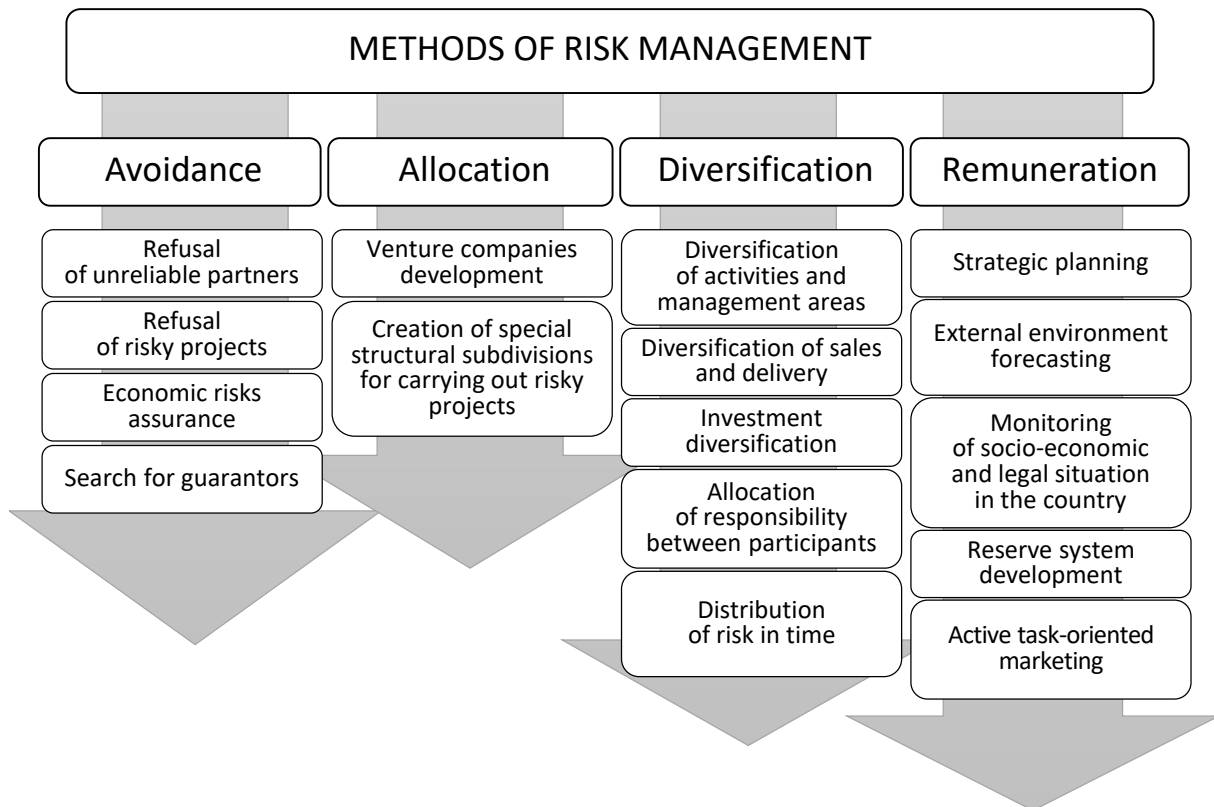 METHODS OF RISK MANAGEMENT
Avoidance
Refusal
of unreliable partners
Refusal
of risky projects
Economic risks
assurance
Search for guarantors
Allocation
Venture companies
development
Creation of special
structural subdivisions
for carrying out risky
projects
Diversification
Diversification
of activities and
management areas
Diversification of sales
and delivery
Investment
diversification
Allocation
of responsibility
between participants
Distribution
of risk in time
Remuneration
Strategic planning
External environment
forecasting
Monitoring
of socio-economic
and legal situation
in the country
Reserve system
development
Active task-oriented
marketing